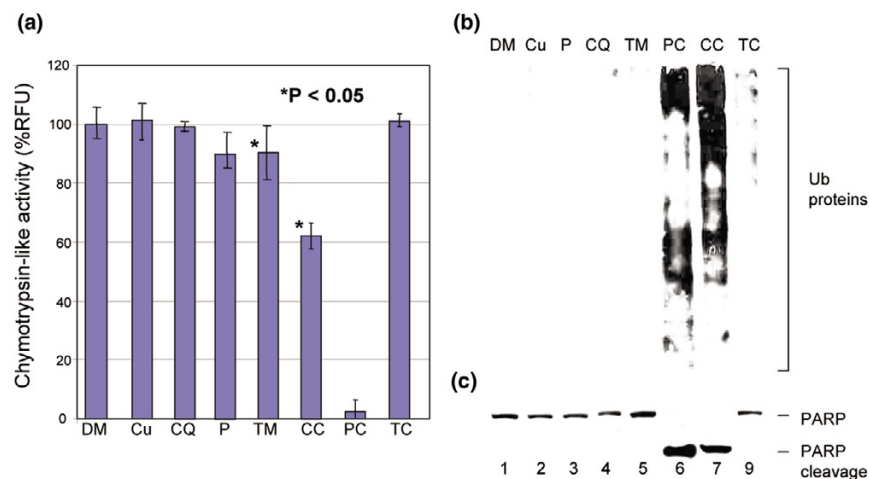 (a)
120
100
80
60
40
20
0
Chymotrypsin-like activity (%RFU)
*P < 0.05
*
*
DM Cu CQ P TM CC PC TC
(b)
DM Cu P CQ TM PC CC TC
Ub
proteins
(c)
PARP
PARP
cleavage
1 2 3 4 5 6 7 9